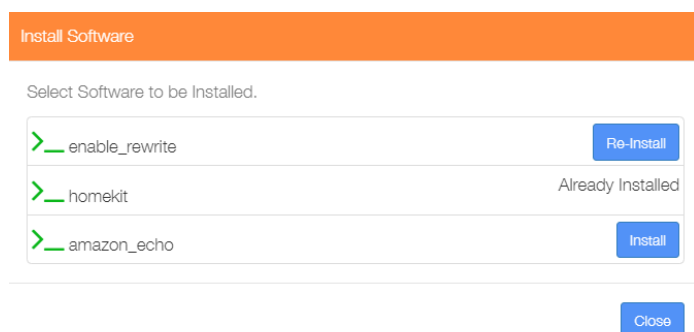 Install Software
Select Software to be Installed.
enable_rewrite Re-Install
homekit Already Installed
amazon_echo Install
Close